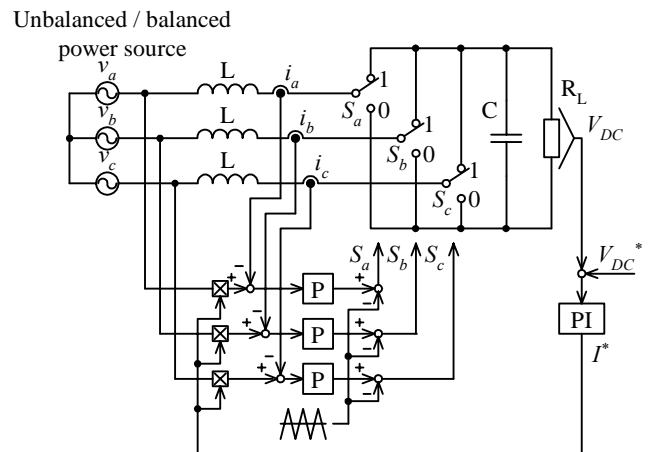 Unbalanced / balanced
power source
v_a
L
i_a
1
S_a
0
v_b
L
i_b
1
S_b
0
v_c
L
i_c
1
S_c
0
C
R_L
V_DC
S_a S_b S_c
V_DC*
− + P + −
− + P + −
− + P + −
PI
I*